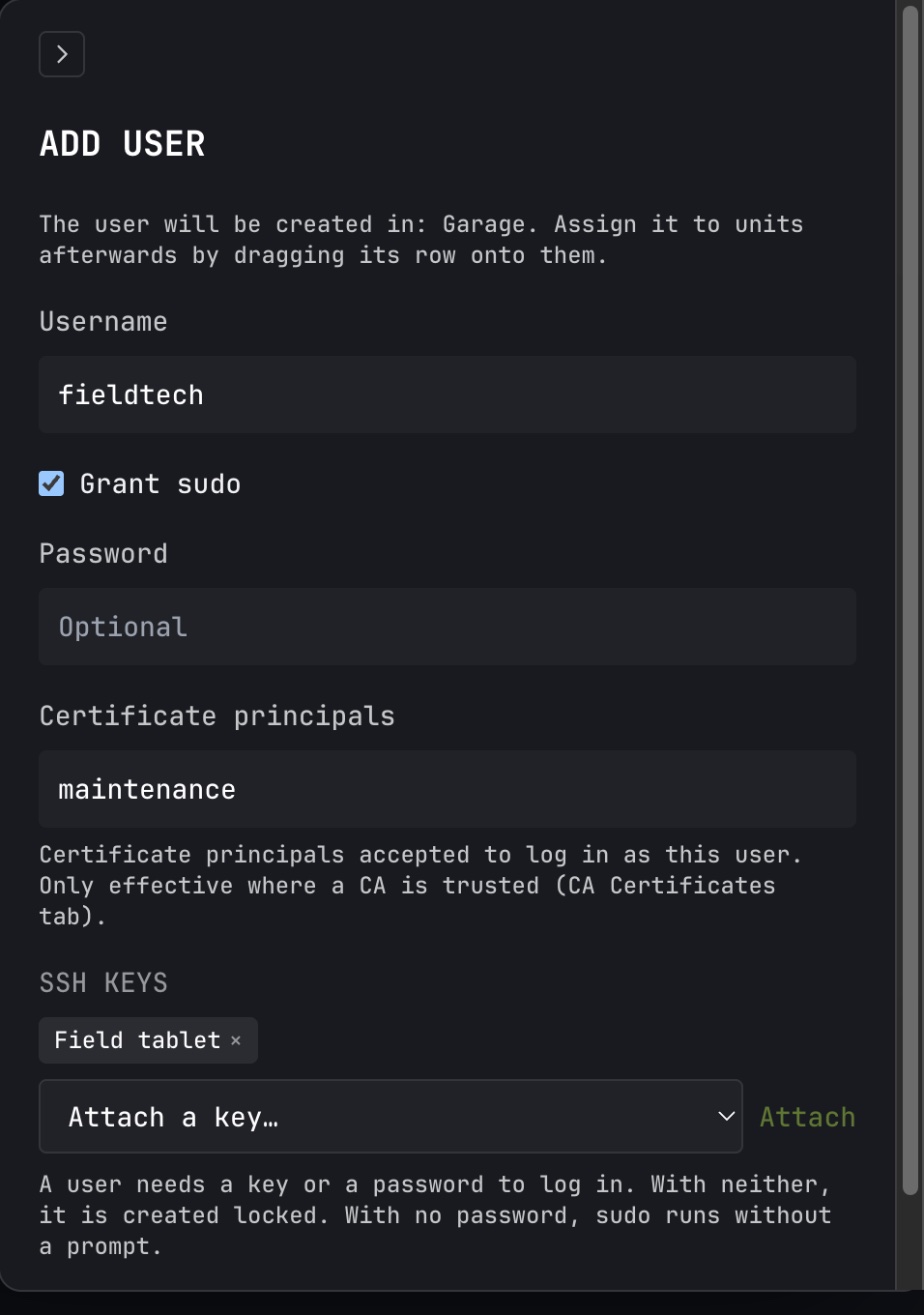 ADD USER
The user will be created in: Garage. Assign it to units
afterwards by dragging its row onto them.
Username
fieldtech
Grant sudo
Password
Optional
Certificate principals
maintenance
Certificate principals accepted to log in as this user.
Only effective where a CA is trusted (CA Certificates
tab).
SSH KEYS
Field tablet ×
Attach a key… Attach
A user needs a key or a password to log in. With neither,
it is created locked. With no password, sudo runs without
a prompt.